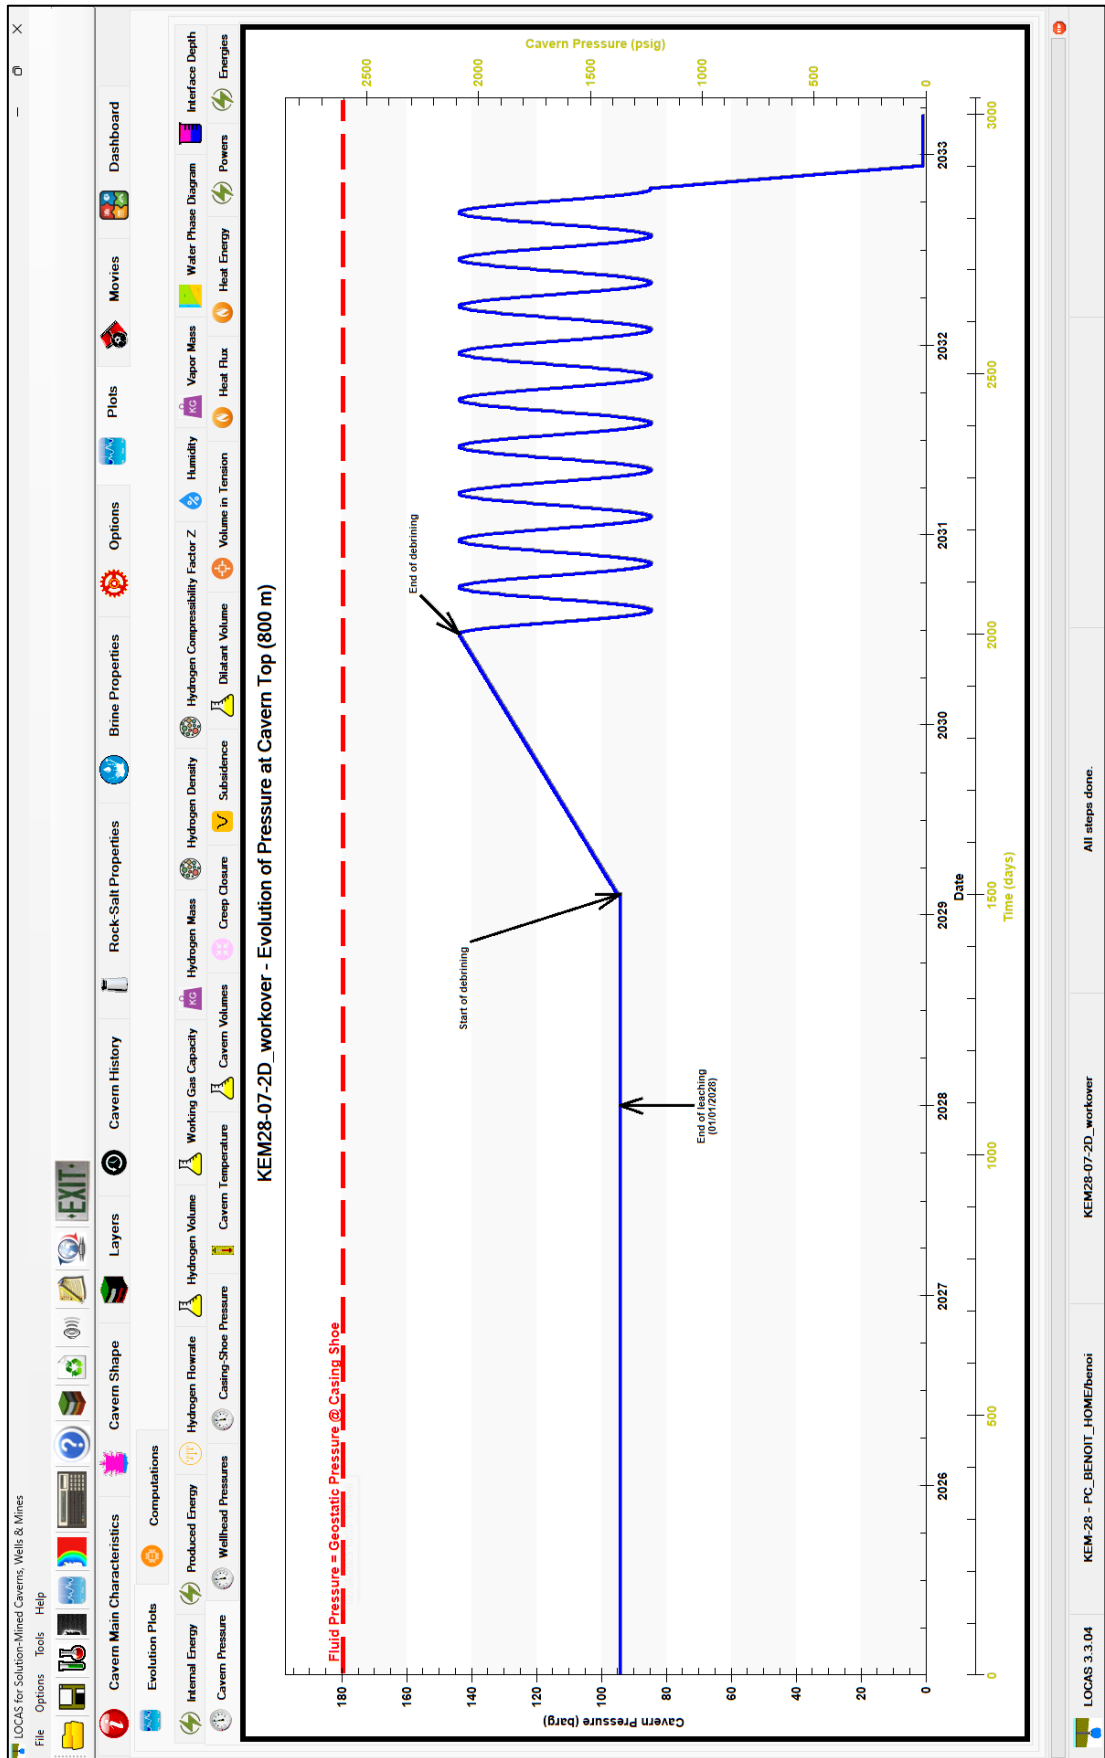 LOCAS for Solution-Mined Caverns, Wells & Mines
File Options Tools Help
EXIT
Cavern Main Characteristics Cavern Shape Layers Cavern History Rock-Salt Properties Brine Properties Options Plots Movies Dashboard
Evolution Plots Computations
Internal Energy Produced Energy Hydrogen Flowrate Hydrogen Volume Working Gas Capacity Hydrogen Mass Hydrogen Density Hydrogen Compressibility Factor Z Humidity Vapor Mass Water Phase Diagram Interface Depth
Cavern Pressure Wellhead Pressures Casing-Shoe Pressure Cavern Temperature Cavern Volumes Creep Closure Subsidence Dilatant Volume Volume in Tension Heat Flux Heat Energy Powers Energies
KEM28-07-2D_workover - Evolution of Pressure at Cavern Top (800 m)
Fluid Pressure = Geostatic Pressure @ Casing Shoe
End of debrining
Start of debrining
End of leaching
(01/01/2028)
Cavern Pressure (barg)
180
160
140
120
100
80
60
40
20
0
Cavern Pressure (psig)
2500
2000
1500
1000
500
0
2026 2027 2028 2029 2030 2031 2032 2033
Date
0 500 1000 1500 2000 2500 3000
Time (days)
LOCAS 3.3.04 KEM-28 - PC_BENOIT_HOME/benoi KEM28-07-2D_workover All steps done.